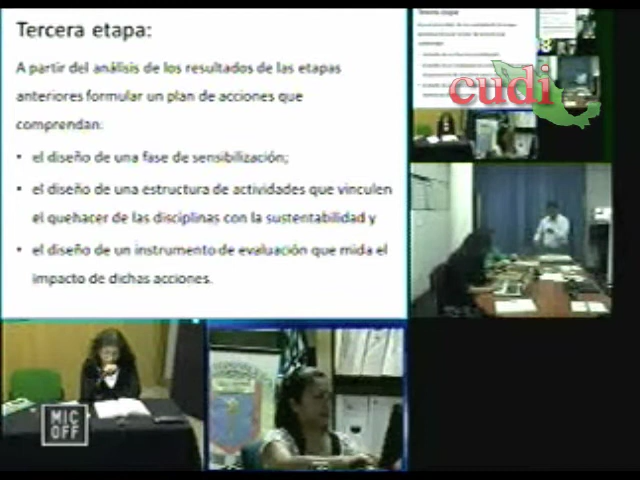 Tercera etapa:
A partir del análisis de los resultados de las etapas
anteriores formular un plan de acciones que
comprendan:
• el diseño de una fase de sensibilización;
• el diseño de una estructura de actividades que vinculen
el quehacer de las disciplinas con la sustentabilidad y
• el diseño de un instrumento de evaluación que mida el
impacto de dichas acciones.
cudi
MIC
OFF